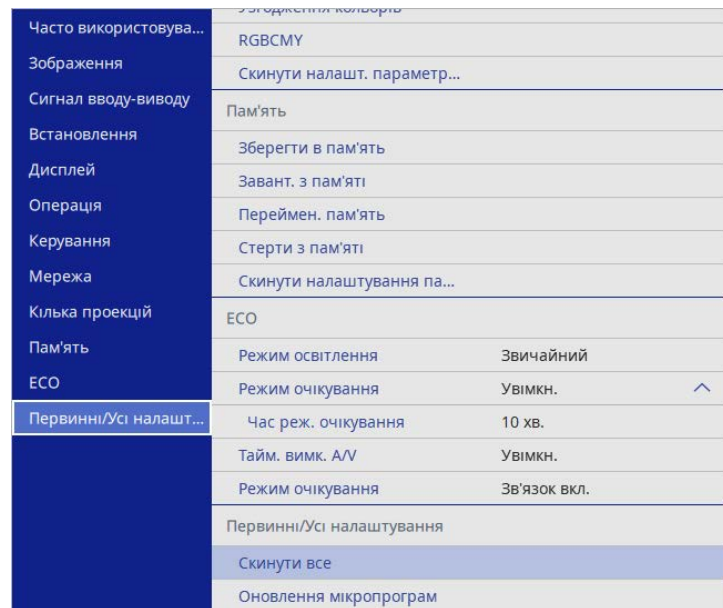 Часто використовува...
Зображення
Сигнал вводу-виводу
Встановлення
Дисплей
Операція
Керування
Мережа
Кілька проекцій
Пам'ять
ECO
Первинні/Усі налашт...
Узгодження кольорів
RGBCMY
Скинути налашт. параметр...
Пам'ять
Зберегти в пам'ять
Завант. з пам'яті
Переймен. пам'ять
Стерти з пам'яті
Скинути налаштування па...
ECO
Режим освітлення Звичайний
Режим очікування Увімкн.
Час реж. очікування 10 хв.
Тайм. вимк. A/V Увімкн.
Режим очікування Зв'язок вкл.
Первинні/Усі налаштування
Скинути все
Оновлення мікропрограм